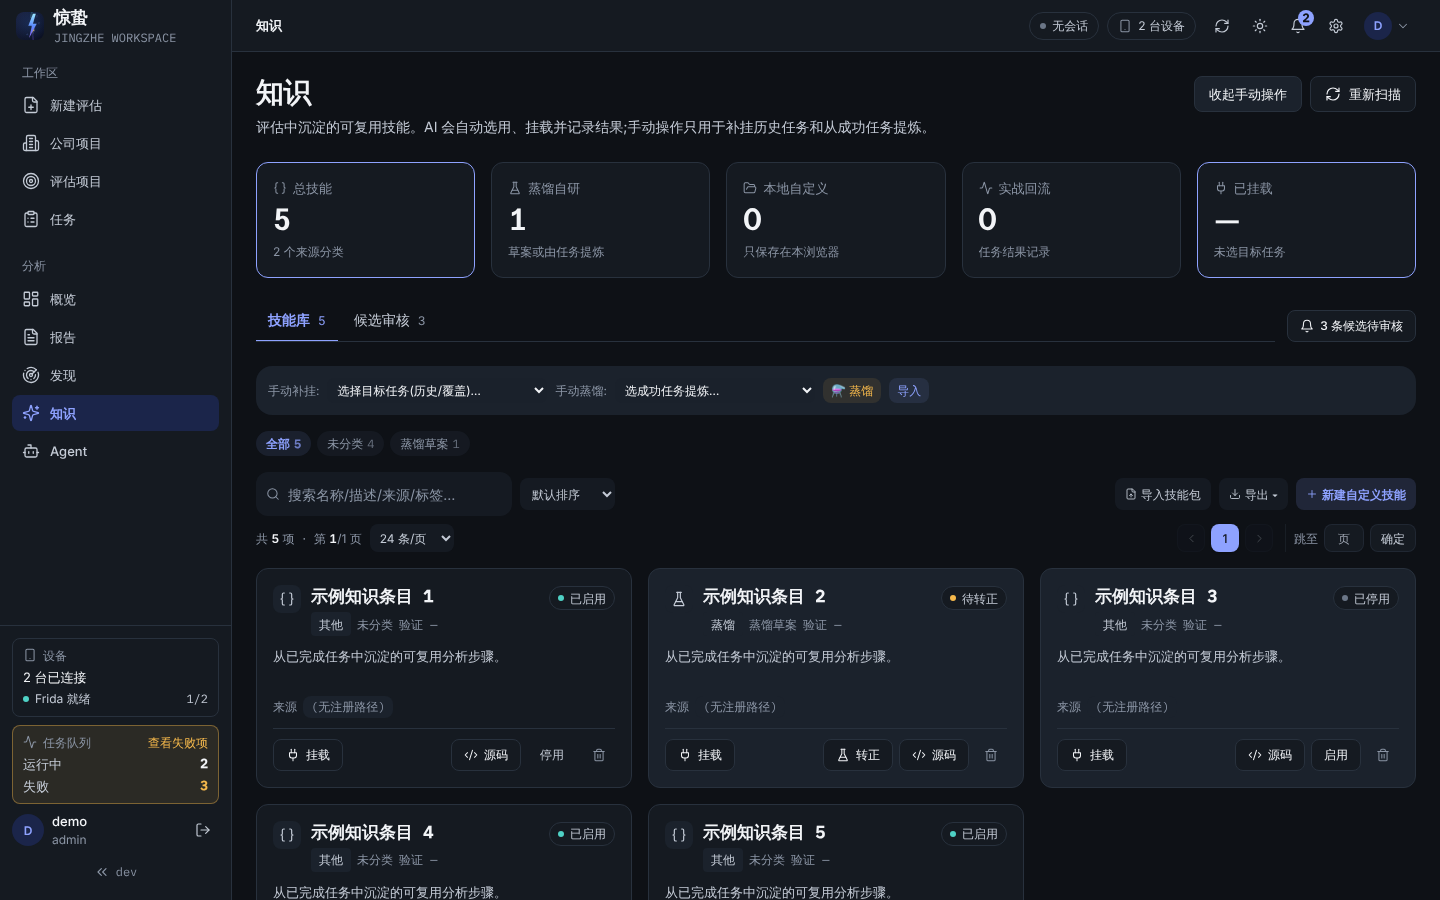 惊蛰
JINGZHE WORKSPACE
工作区
新建评估
公司项目
评估项目
任务
分析
概览
报告
发现
知识
Agent
设备
2 台已连接
Frida 就绪 1/2
任务队列 查看失败项
运行中 2
失败 3
D demo
admin
dev
知识
无会话
2 台设备
2
D
知识
评估中沉淀的可复用技能。AI 会自动选用、挂载并记录结果;手动操作只用于补挂历史任务和从成功任务提炼。
收起手动操作
重新扫描
总技能
5
2 个来源分类
蒸馏自研
1
草案或由任务提炼
本地自定义
0
只保存在本浏览器
实战回流
0
任务结果记录
已挂载
—
未选目标任务
技能库 5
候选审核 3
3 条候选待审核
手动补挂: 选择目标任务(历史/覆盖)... 手动蒸馏: 选成功任务提炼... 蒸馏 导入
全部 5 未分类 4 蒸馏草案 1
搜索名称/描述/来源/标签... 默认排序 导入技能包 导出 + 新建自定义技能
共 5 项 · 第 1/1 页 24 条/页 1 跳至 页 确定
示例知识条目 1 已启用
其他 未分类 验证 —
从已完成任务中沉淀的可复用分析步骤。
来源 (无注册路径)
挂载 源码 停用
示例知识条目 2 待转正
蒸馏 蒸馏草案 验证 —
从已完成任务中沉淀的可复用分析步骤。
来源 (无注册路径)
挂载 转正 源码
示例知识条目 3 已停用
其他 未分类 验证 —
从已完成任务中沉淀的可复用分析步骤。
来源 (无注册路径)
挂载 源码 启用
示例知识条目 4 已启用
其他 未分类 验证 —
从已完成任务中沉淀的可复用分析步骤。
示例知识条目 5 已启用
其他 未分类 验证 —
从已完成任务中沉淀的可复用分析步骤。